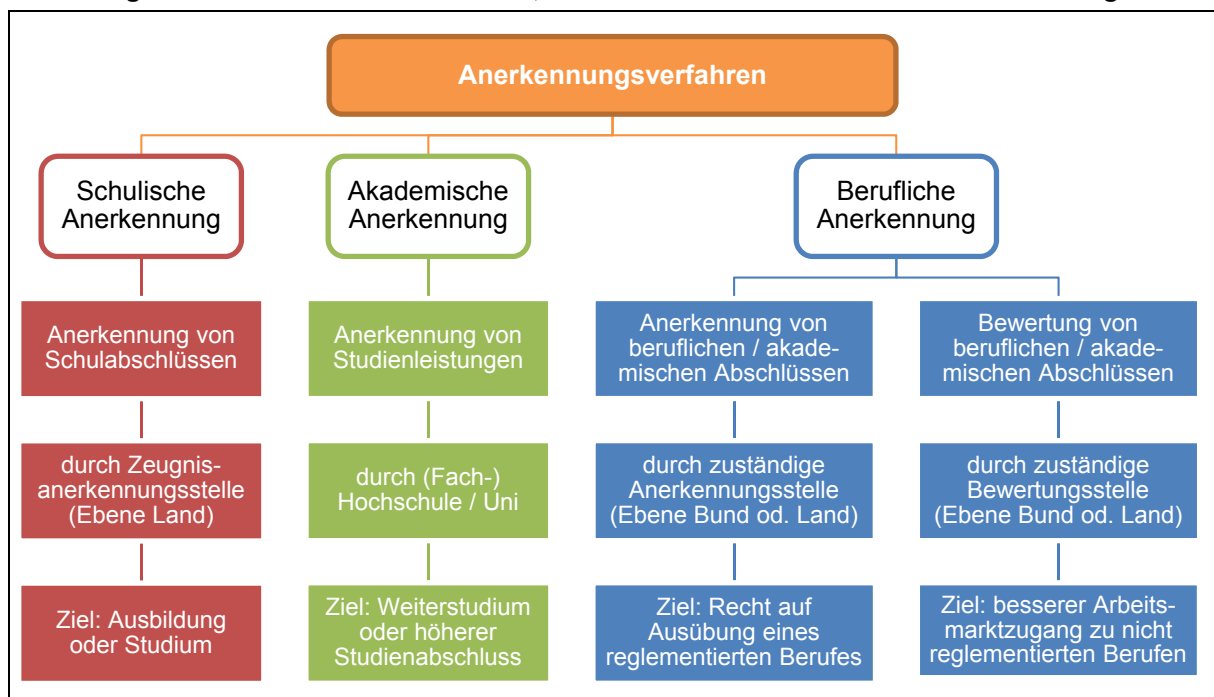 Anerkennungsverfahren
Schulische
Anerkennung
Akademische
Anerkennung
Berufliche
Anerkennung
Anerkennung von
Schulabschlüssen
Anerkennung von
Studienleistungen
Anerkennung von
beruflichen / akade-
mischen Abschlüssen
Bewertung von
beruflichen / akade-
mischen Abschlüssen
durch Zeugnis-
anerkennungsstelle
(Ebene Land)
durch (Fach-)
Hochschule / Uni
durch zuständige
Anerkennungsstelle
(Ebene Bund od. Land)
durch zuständige
Bewertungsstelle
(Ebene Bund od. Land)
Ziel: Ausbildung
oder Studium
Ziel: Weiterstudium
oder höherer
Studienabschluss
Ziel: Recht auf
Ausübung eines
reglementierten Berufes
Ziel: besserer Arbeits-
marktzugang zu nicht
reglementierten Berufen